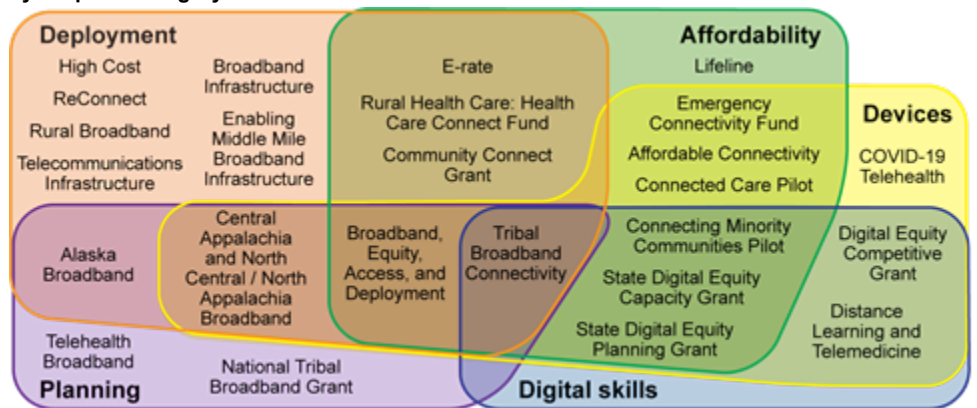 Deployment
High Cost
ReConnect
Rural Broadband
Telecommunications
Infrastructure
Broadband
Infrastructure
Enabling
Middle Mile
Broadband
Infrastructure
E-rate
Rural Health Care: Health
Care Connect Fund
Community Connect
Grant
Affordability
Lifeline
Emergency
Connectivity Fund
Affordable Connectivity
Connected Care Pilot
Devices
COVID-19
Telehealth
Alaska
Broadband
Central
Appalachia
and North
Central / North
Appalachia
Broadband
Broadband,
Equity,
Access, and
Deployment
Tribal
Broadband
Connectivity
Connecting Minority
Communities Pilot
State Digital Equity
Capacity Grant
State Digital Equity
Planning Grant
Digital Equity
Competitive
Grant
Distance
Learning and
Telemedicine
Telehealth
Broadband
National Tribal
Broadband Grant
Planning
Digital skills